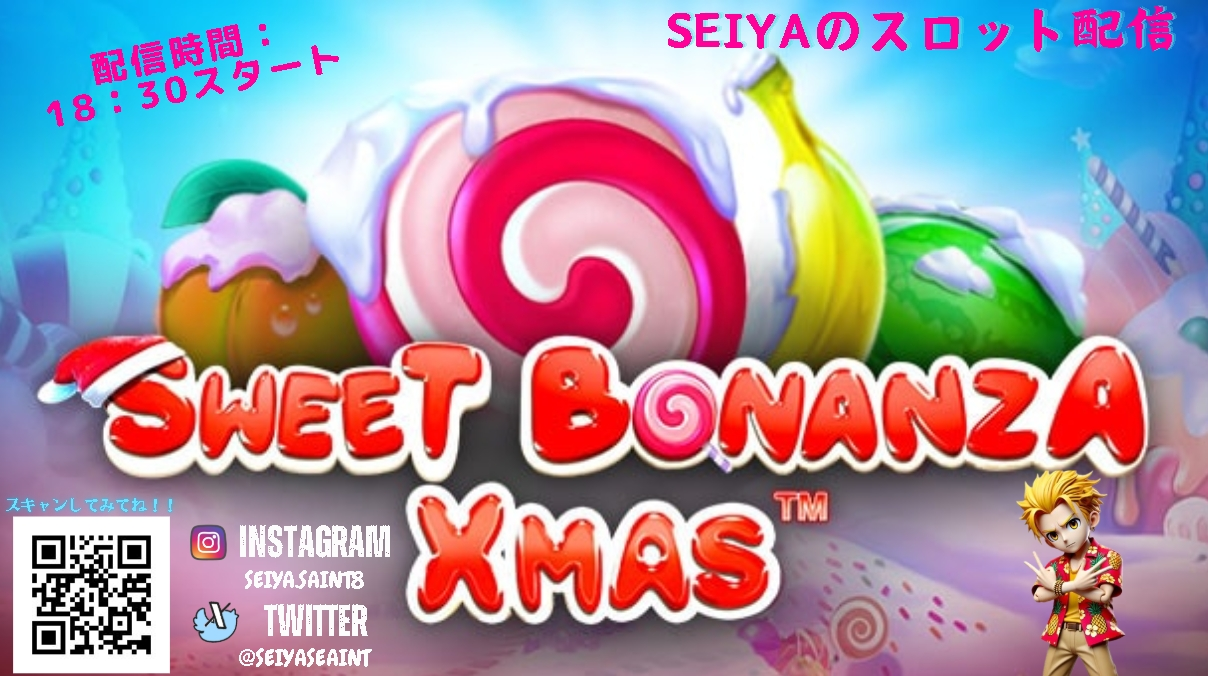 配信時間：
18：30スタート
SEIYAのスロット配信
SWEET BONANZA
XMAS™
スキャンしてみてね！！
INSTAGRAM
SEIYA.SAINT8
TWITTER
@SEIYASEAINT